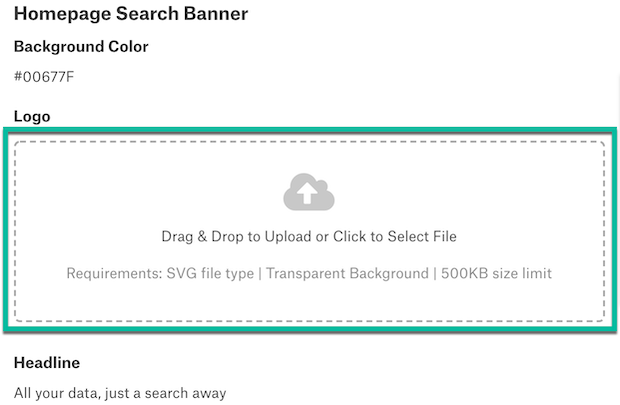 Homepage Search Banner
Background Color
#00677F
Logo
Drag & Drop to Upload or Click to Select File
Requirements: SVG file type | Transparent Background | 500KB size limit
Headline
All your data, just a search away